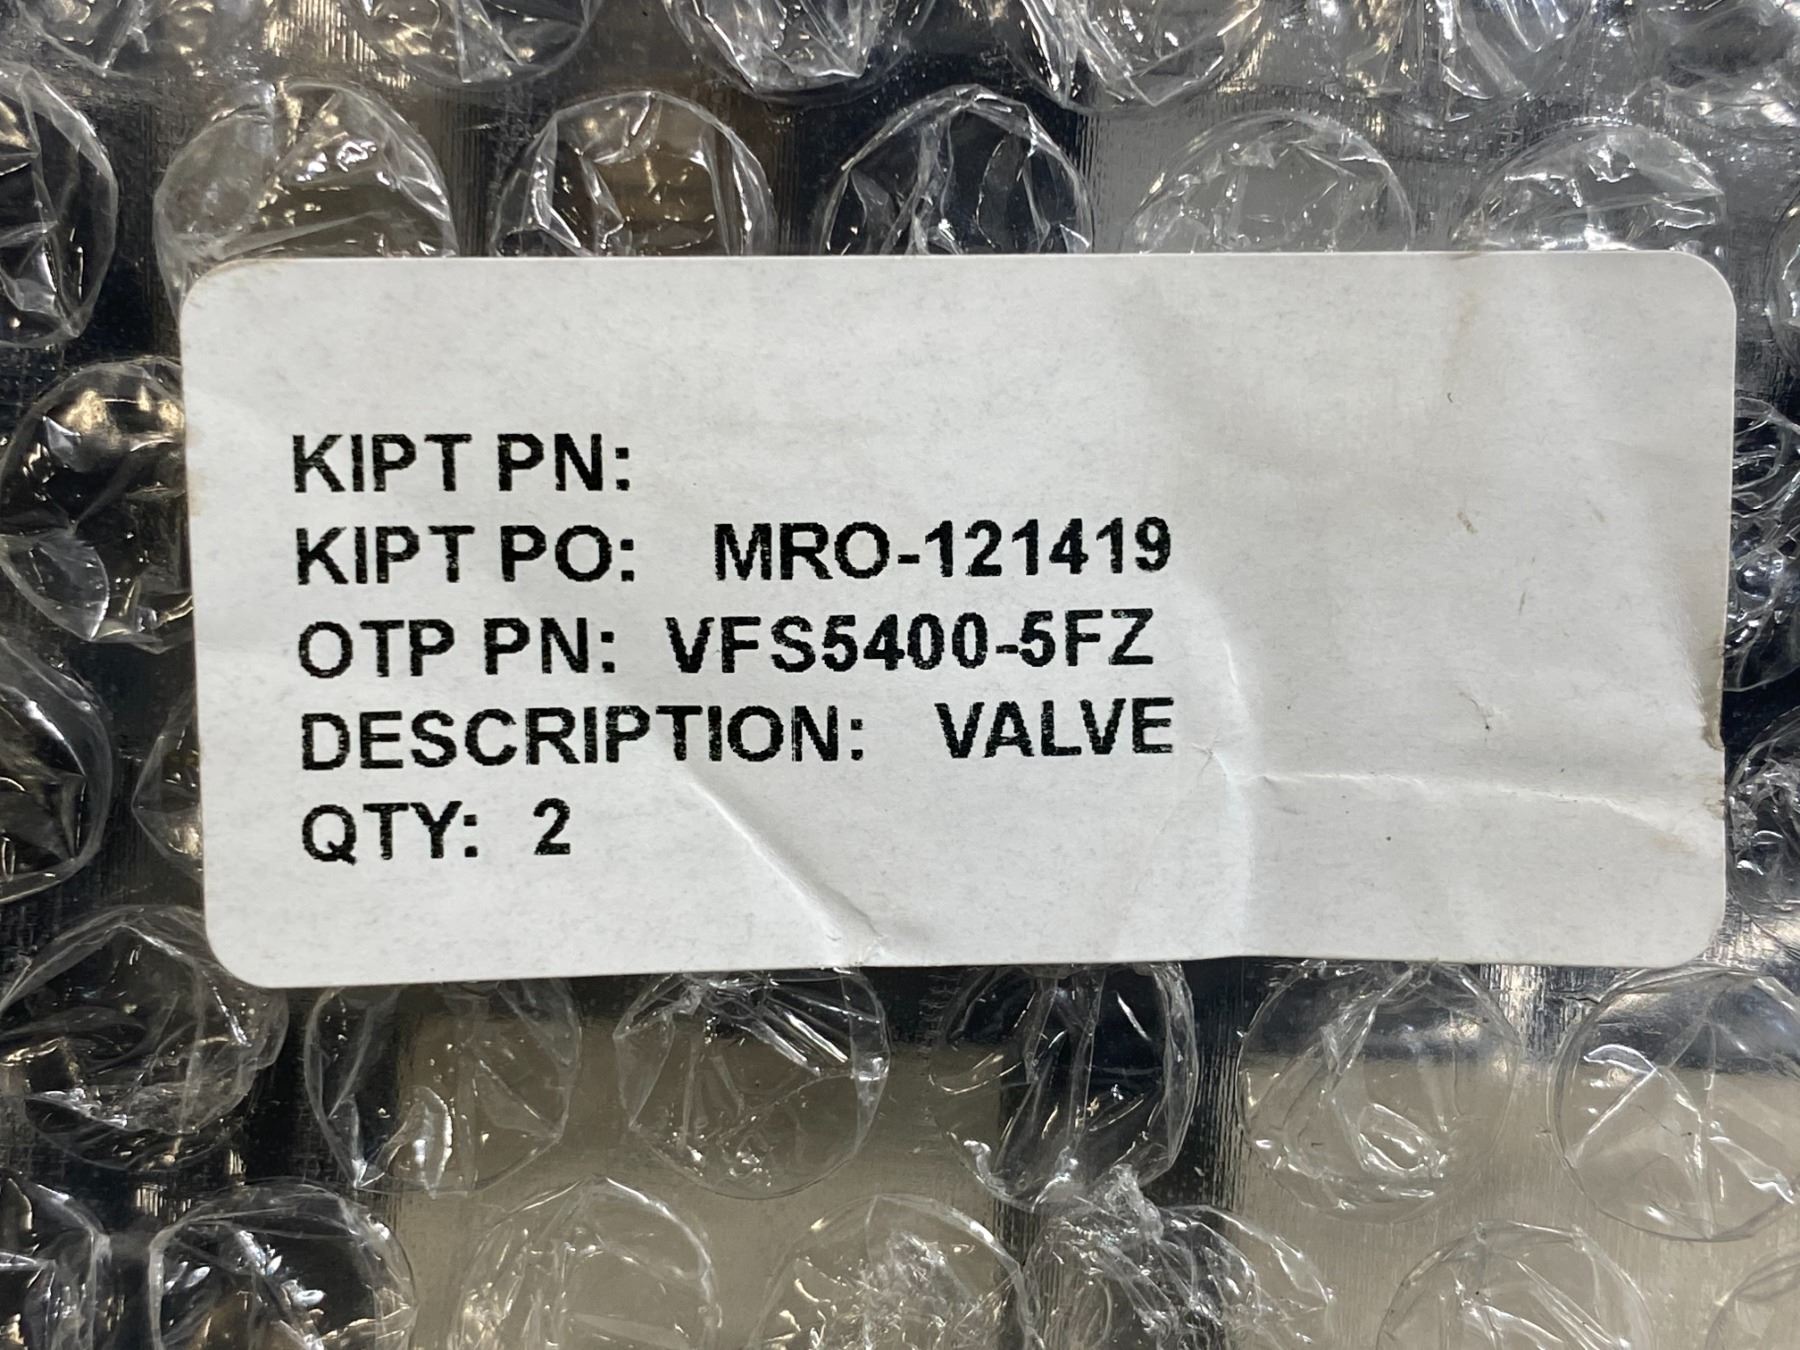 KIPT PN:
KIPT PO: MRO-121419
OTP PN: VFS5400-5FZ
DESCRIPTION: VALVE
QTY: 2